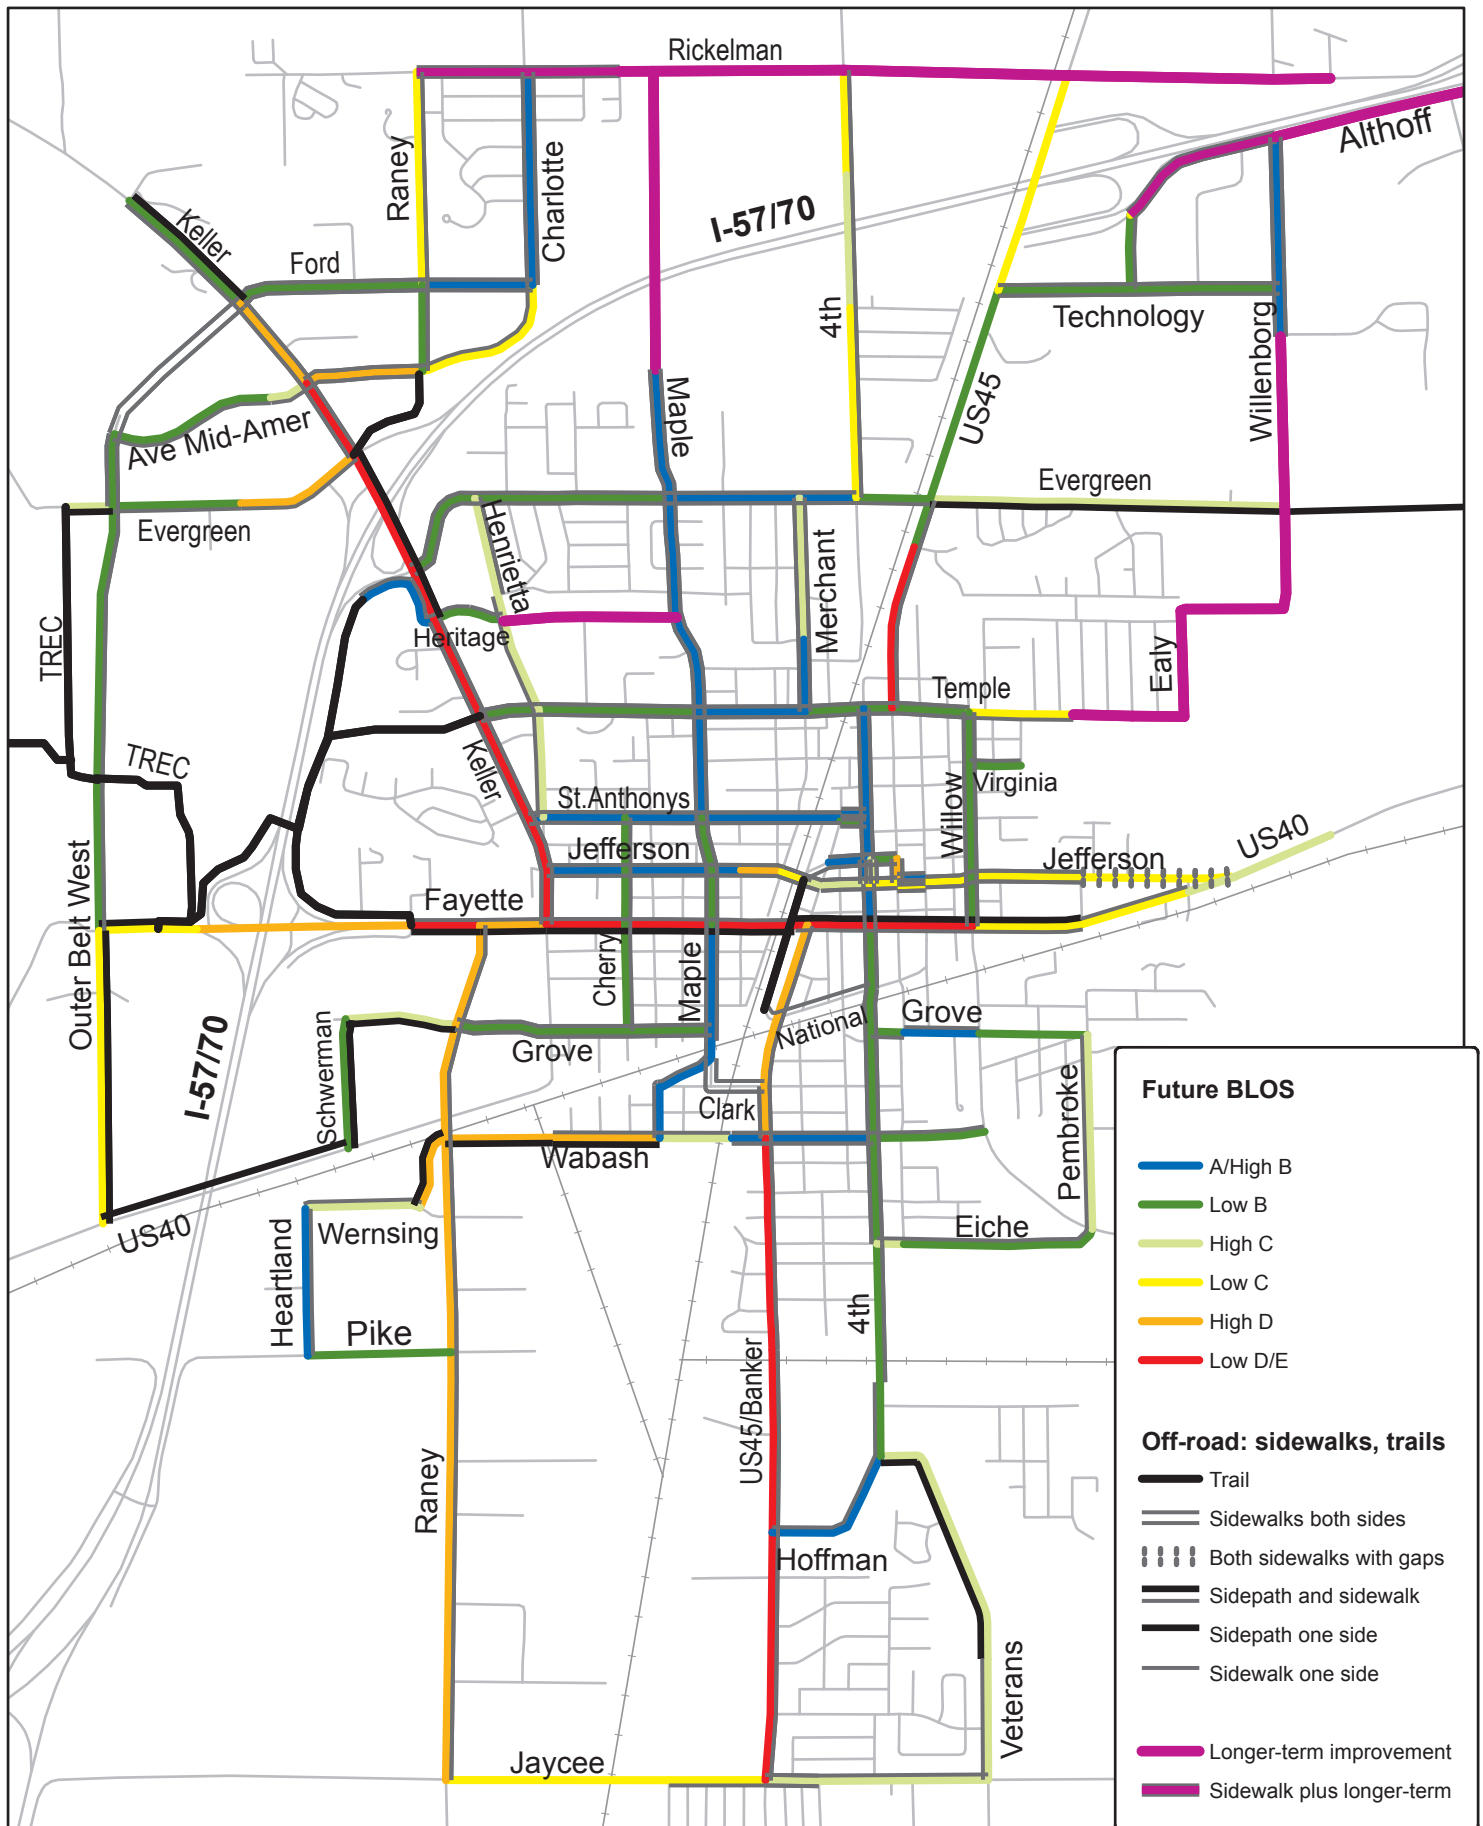 Rickelman
Althoff
Raney
Charlotte
Keller
I-57/70
Ford
4th
Technology
Willenborg
US45
Maple
Ave Mid-Amer
Evergreen
Evergreen
Henrietta
Merchant
TREC
Heritage
Ealy
Temple
TREC
Keller
Virginia
Willow
St.Anthonys
US40
Jefferson
Jefferson
Outer Belt West
Fayette
Cherry
Maple
National
Grove
Grove
Schwerman
I-57/70
Clark
Pembroke
Wabash
US40
Wernsing
Heartland
Eiche
Pike
4th
US45/Banker
Raney
Hoffman
Veterans
Jaycee
Future BLOS
A/High B
Low B
High C
Low C
High D
Low D/E
Off-road: sidewalks, trails
Trail
Sidewalks both sides
Both sidewalks with gaps
Sidepath and sidewalk
Sidepath one side
Sidewalk one side
Longer-term improvement
Sidewalk plus longer-term